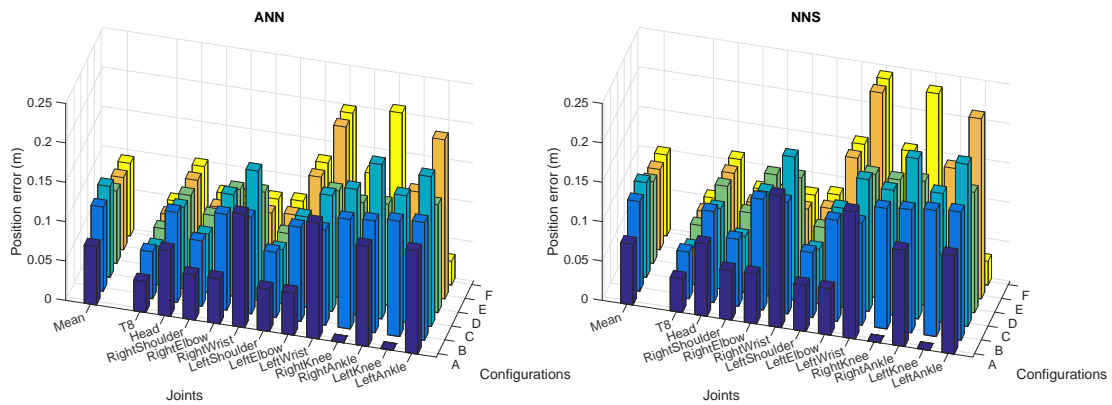 ANN
0.25
0.2
0.15
0.1
0.05
0
Position error (m)
Mean
T8
Head
RightShoulder
RightElbow
RightWrist
LeftShoulder
LeftElbow
LeftWrist
RightKnee
RightAnkle
LeftKnee
LeftAnkle
Joints
A
B
C
D
E
F
Configurations
NNS
0.25
0.2
0.15
0.1
0.05
0
Position error (m)
Mean
T8
Head
RightShoulder
RightElbow
RightWrist
LeftShoulder
LeftElbow
LeftWrist
RightKnee
RightAnkle
LeftKnee
LeftAnkle
Joints
A
B
C
D
E
F
Configurations